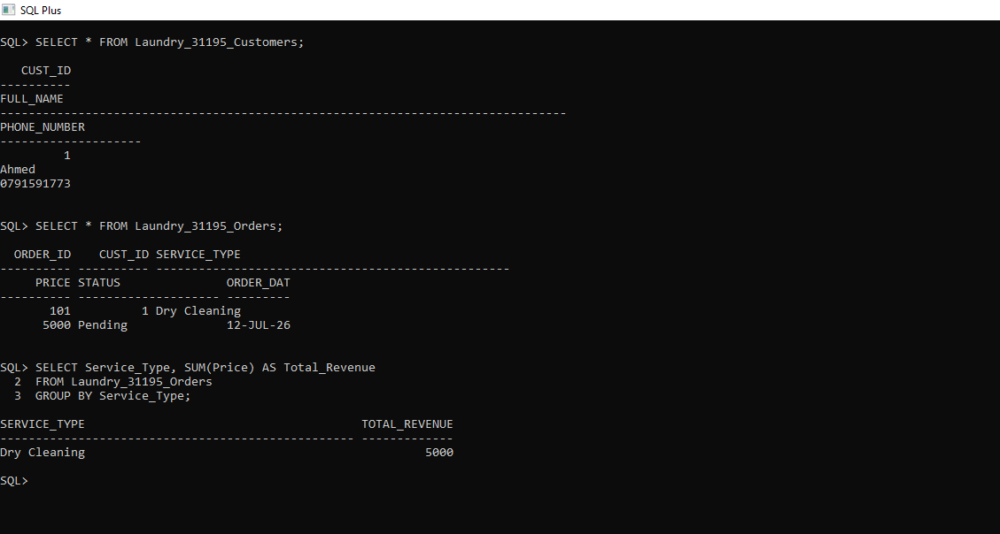 SQL Plus
SQL> SELECT * FROM Laundry_31195_Customers;
   CUST_ID
----------
FULL_NAME
--------------------------------------------------------------------------------
PHONE_NUMBER
--------------------
         1
Ahmed
0791591773
SQL> SELECT * FROM Laundry_31195_Orders;
  ORDER_ID    CUST_ID SERVICE_TYPE
---------- ---------- --------------------------------------------------
     PRICE STATUS               ORDER_DAT
---------- -------------------- ---------
       101          1 Dry Cleaning
      5000 Pending              12-JUL-26
SQL> SELECT Service_Type, SUM(Price) AS Total_Revenue
  2  FROM Laundry_31195_Orders
  3  GROUP BY Service_Type;
SERVICE_TYPE                                       TOTAL_REVENUE
-------------------------------------------------- -------------
Dry Cleaning                                                5000
SQL>